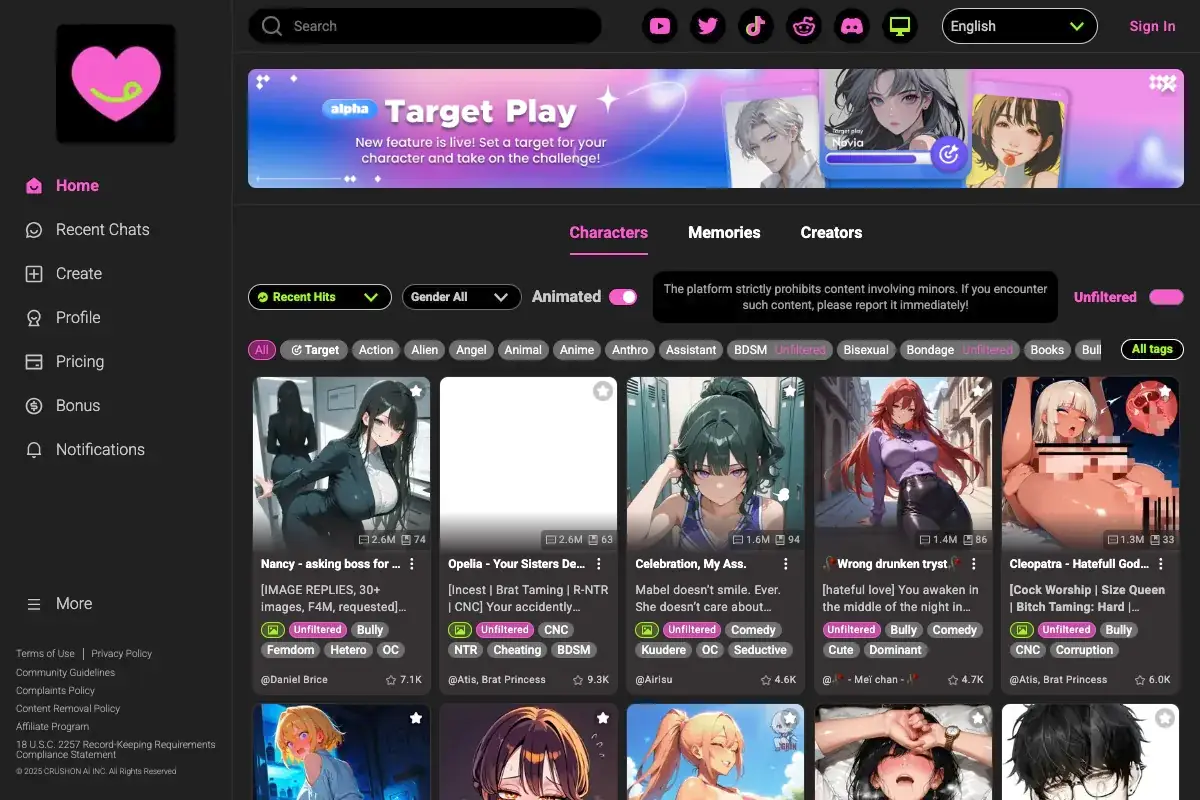 Search
English
Sign In
Home
Recent Chats
Create
Profile
Pricing
Bonus
Notifications
More
Terms of Use | Privacy Policy
Community Guidelines
Complaints Policy
Content Removal Policy
Affiliate Program
18 U.S.C. 2257 Record-Keeping Requirements
Compliance Statement
© 2025 CRUSHON AI INC. All Rights Reserved
alpha Target Play
New feature is live! Set a target for your
character and take on the challenge!
Target play
Novia
Characters Memories Creators
Recent Hits
Gender All
Animated
The platform strictly prohibits content involving minors. If you encounter
such content, please report it immediately!
Unfiltered
All Target Action Alien Angel Animal Anime Anthro Assistant BDSM Unfiltered Bisexual Bondage Unfiltered Books Bull
All tags
2.6M 74
Nancy - asking boss for ...
[IMAGE REPLIES, 30+
images, F4M, requested]...
Unfiltered Bully
Femdom Hetero OC
@Daniel Brice 7.1K
2.6M 63
Opelia - Your Sisters De...
[Incest | Brat Taming | R-NTR
| CNC] Your accidently...
Unfiltered CNC
NTR Cheating BDSM
@Atis, Brat Princess 9.3K
1.6M 94
Celebration, My Ass.
Mabel doesn't smile. Ever.
She doesn't care about...
Unfiltered Comedy
Kuudere OC Seductive
@Airisu 4.6K
1.4M 86
🥀Wrong drunken tryst🥀
[hateful love] You awaken
in the middle of the night in...
Unfiltered Bully Comedy
Cute Dominant
@🥀 - Meï chan - 🥀 4.7K
1.3M 33
Cleopatra - Hatefull God...
[Cock Worship | Size Queen
| Bitch Taming: Hard |...
Unfiltered Bully
CNC Corruption
@Atis, Brat Princess 6.0K